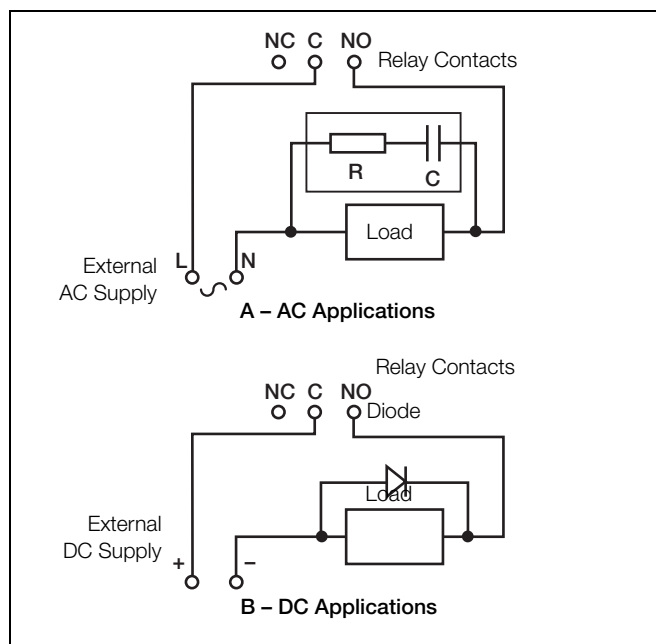 NC C NO
Relay Contacts
R C
Load
L N
External
AC Supply
A – AC Applications
Relay Contacts
NC C NO
Diode
Load
External
DC Supply
+ –
B – DC Applications